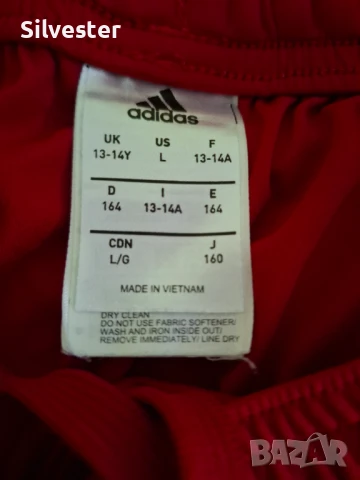 Silvester
adidas
UK US F
13-14Y L 13-14A
D I E
164 13-14A 164
CDN J
L/G 160
MADE IN VIETNAM
DRY CLEAN
DO NOT USE FABRIC SOFTENER/
WASH AND IRON INSIDE OUT/
REMOVE IMMEDIATELY/ LINE DRY
BAZAR